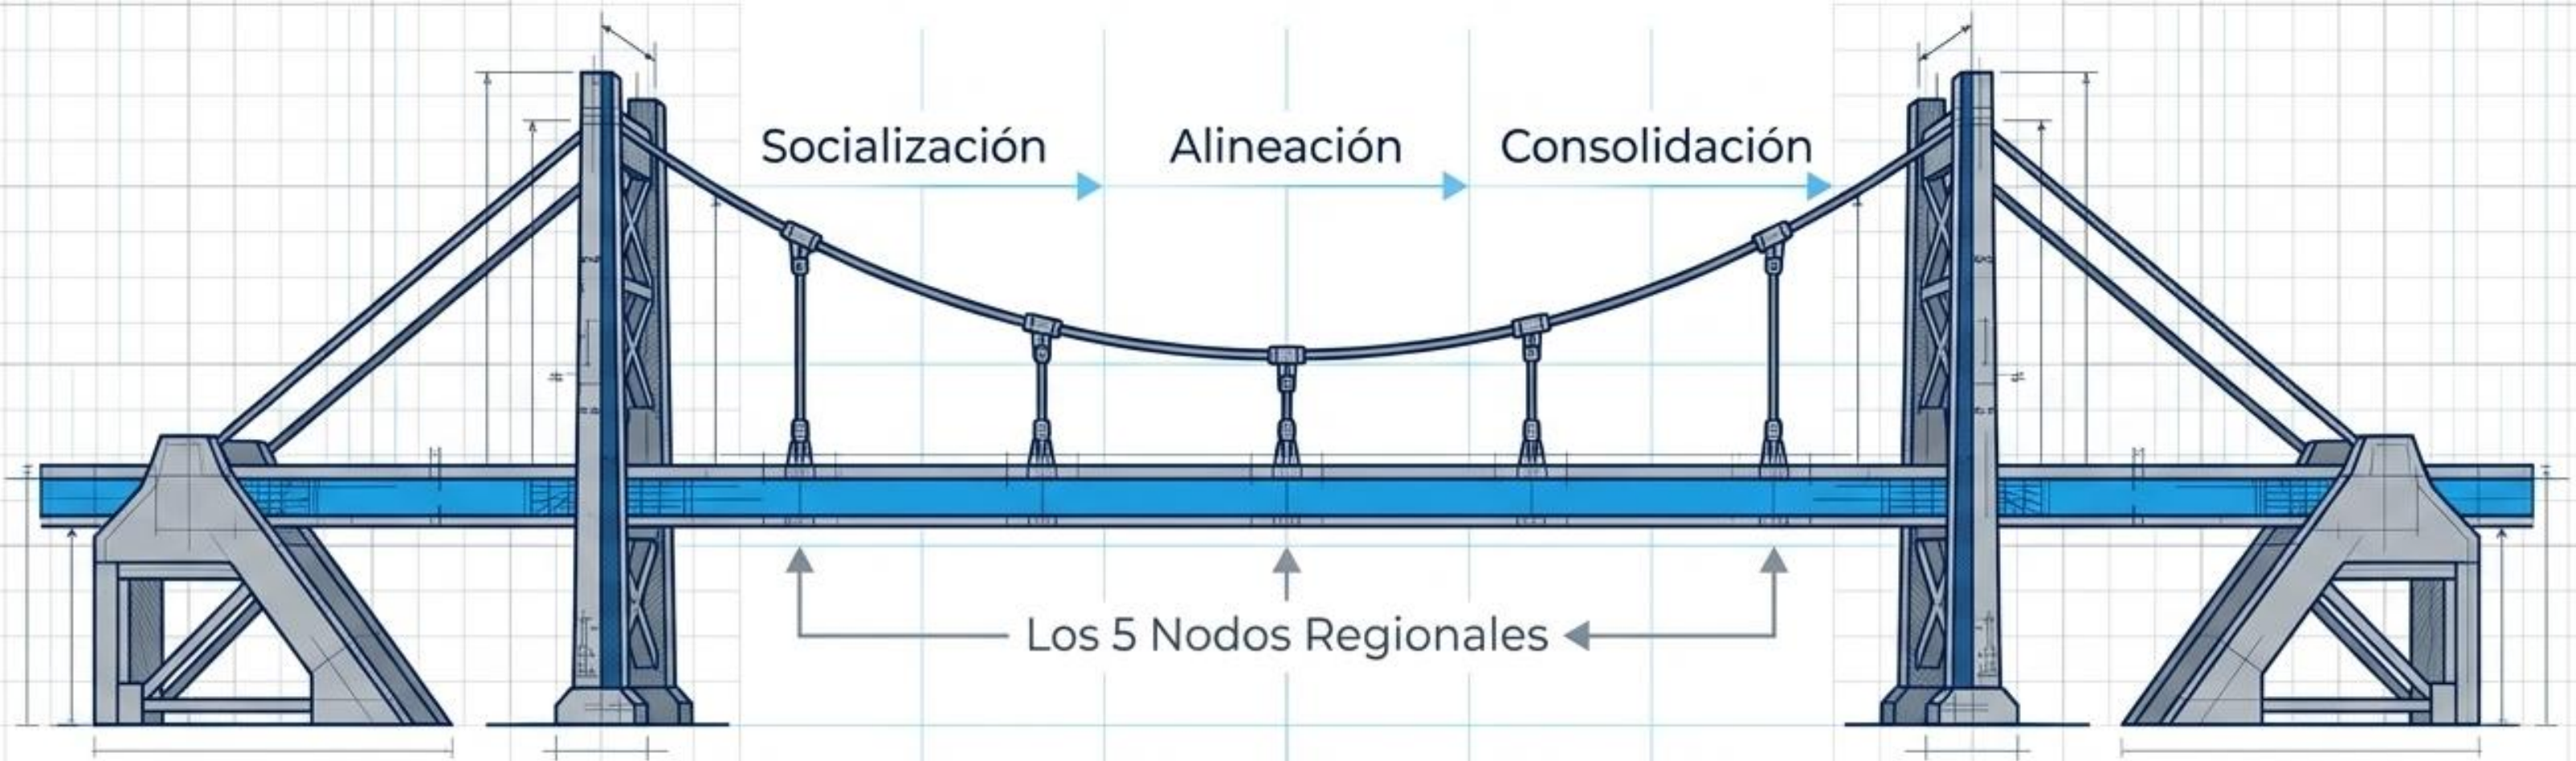 Socialización
Alineación
Consolidación
Los 5 Nodos Regionales